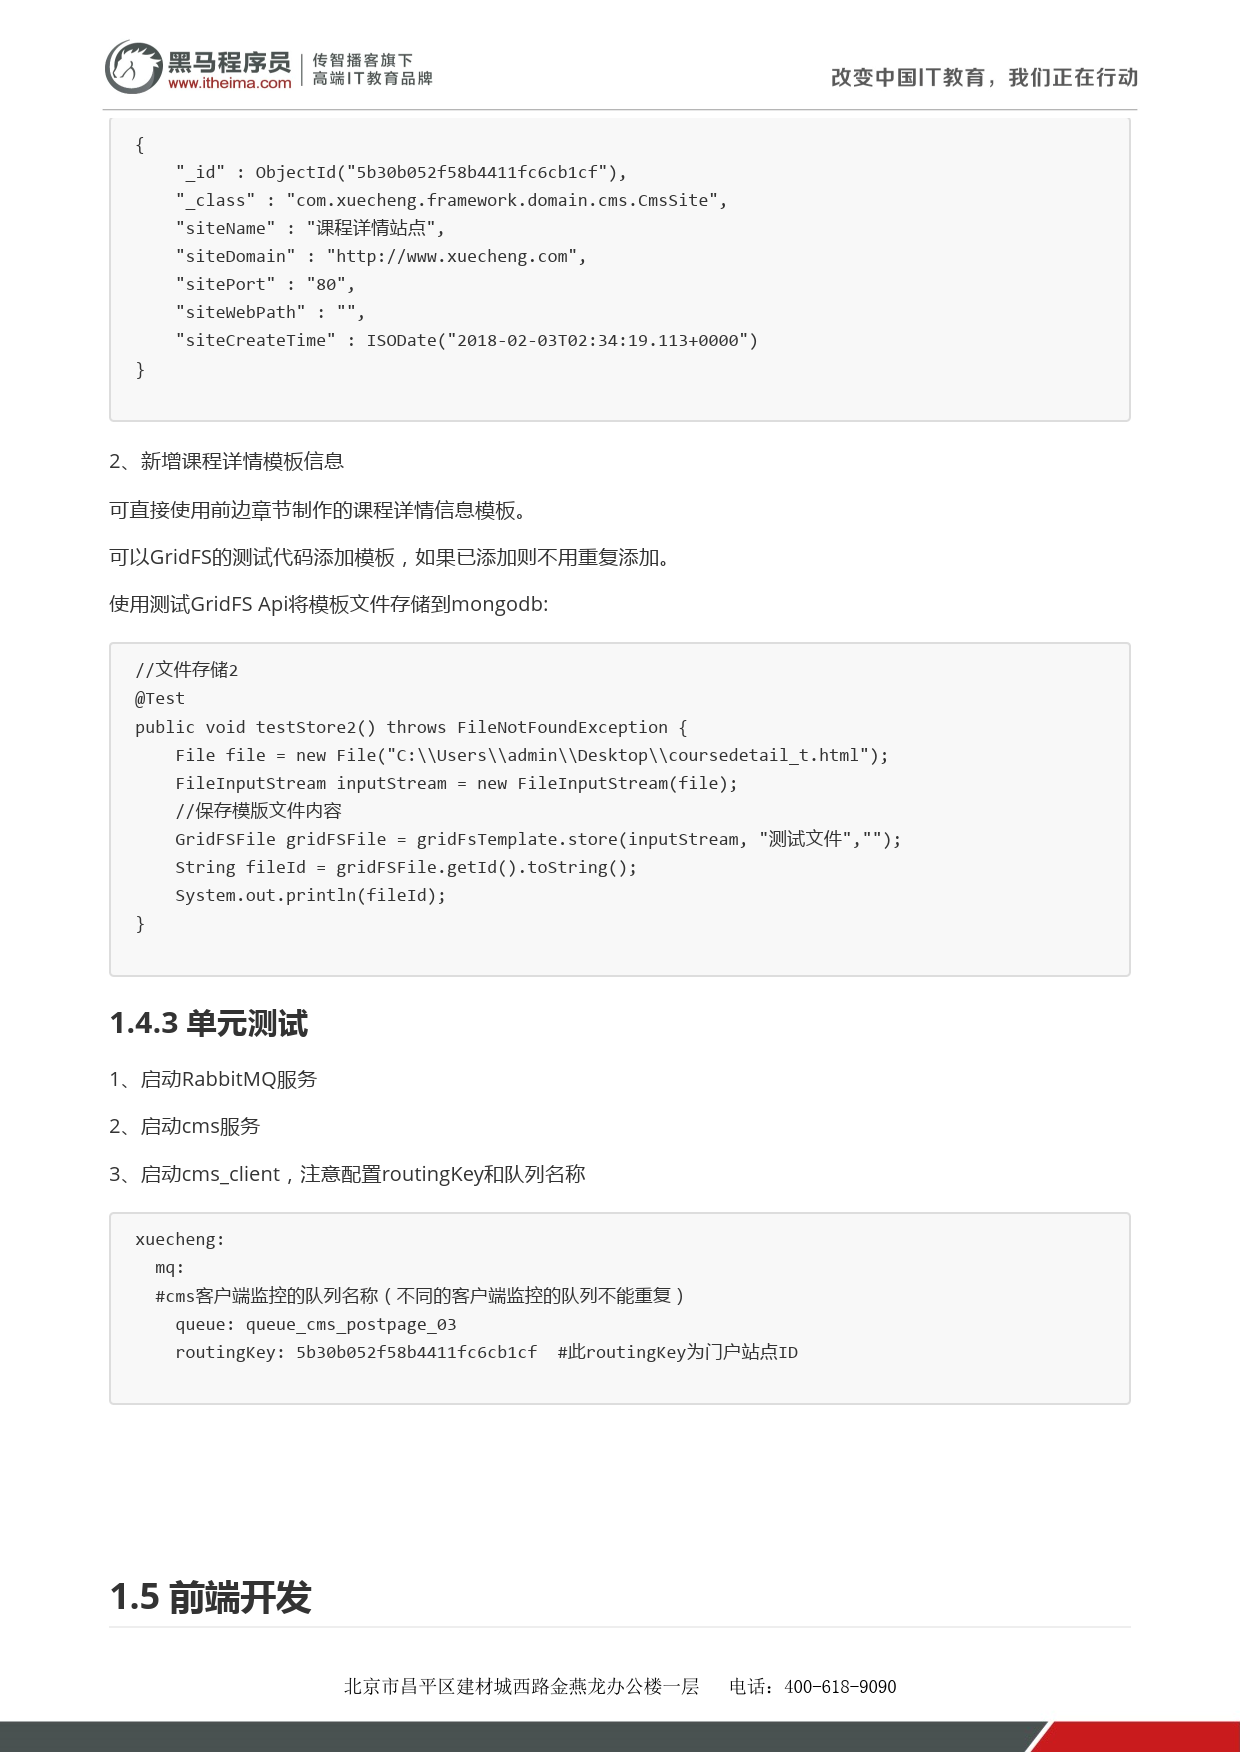 黑马程序员
www.itheima.com
传智播客旗下
高端IT教育品牌
改变中国IT教育，我们正在行动
{
    "_id" : ObjectId("5b30b052f58b4411fc6cb1cf"),
    "_class" : "com.xuecheng.framework.domain.cms.CmsSite",
    "siteName" : "课程详情站点",
    "siteDomain" : "http://www.xuecheng.com",
    "sitePort" : "80",
    "siteWebPath" : "",
    "siteCreateTime" : ISODate("2018-02-03T02:34:19.113+0000")
}
2、新增课程详情模板信息
可直接使用前边章节制作的课程详情信息模板。
可以GridFS的测试代码添加模板，如果已添加则不用重复添加。
使用测试GridFS Api将模板文件存储到mongodb:
//文件存储2
@Test
public void testStore2() throws FileNotFoundException {
    File file = new File("C:\\Users\\admin\\Desktop\\coursedetail_t.html");
    FileInputStream inputStream = new FileInputStream(file);
    //保存模版文件内容
    GridFSFile gridFSFile = gridFsTemplate.store(inputStream, "测试文件","");
    String fileId = gridFSFile.getId().toString();
    System.out.println(fileId);
}
1.4.3 单元测试
1、启动RabbitMQ服务
2、启动cms服务
3、启动cms_client，注意配置routingKey和队列名称
xuecheng:
  mq:
  #cms客户端监控的队列名称（不同的客户端监控的队列不能重复）
    queue: queue_cms_postpage_03
    routingKey: 5b30b052f58b4411fc6cb1cf  #此routingKey为门户站点ID
1.5 前端开发
北京市昌平区建材城西路金燕龙办公楼一层   电话：400-618-9090